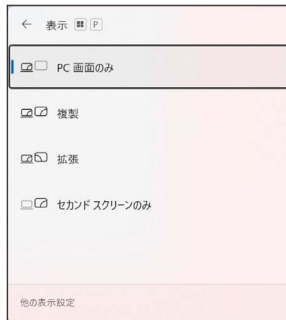 ← 表示 P
PC 画面のみ
複製
拡張
セカンド スクリーンのみ
他の表示設定